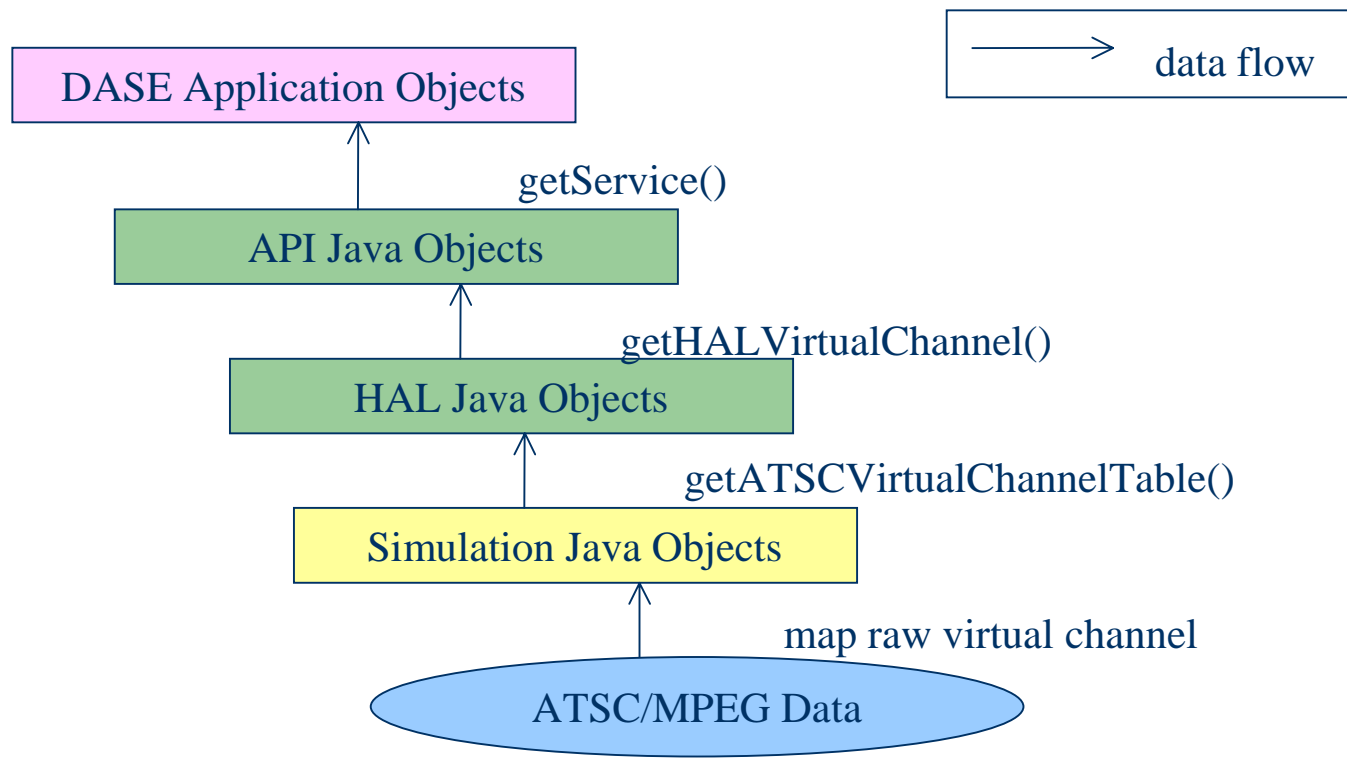 data flow
DASE Application Objects
getService()
API Java Objects
getHALVirtualChannel()
HAL Java Objects
getATSCVirtualChannelTable()
Simulation Java Objects
map raw virtual channel
ATSC/MPEG Data